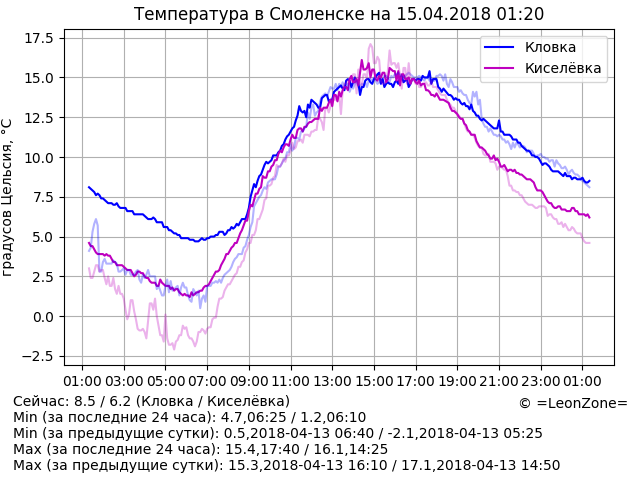 Температура в Смоленске на 15.04.2018 01:20
градусов Цельсия, °C
17.5
15.0
12.5
10.0
7.5
5.0
2.5
0.0
−2.5
Кловка
Киселёвка
01:00 03:00 05:00 07:00 09:00 11:00 13:00 15:00 17:00 19:00 21:00 23:00 01:00
Сейчас: 8.5 / 6.2 (Кловка / Киселёвка)
© =LeonZone=
Min (за последние 24 часа): 4.7,06:25 / 1.2,06:10
Min (за предыдущие сутки): 0.5,2018-04-13 06:40 / -2.1,2018-04-13 05:25
Max (за последние 24 часа): 15.4,17:40 / 16.1,14:25
Max (за предыдущие сутки): 15.3,2018-04-13 16:10 / 17.1,2018-04-13 14:50